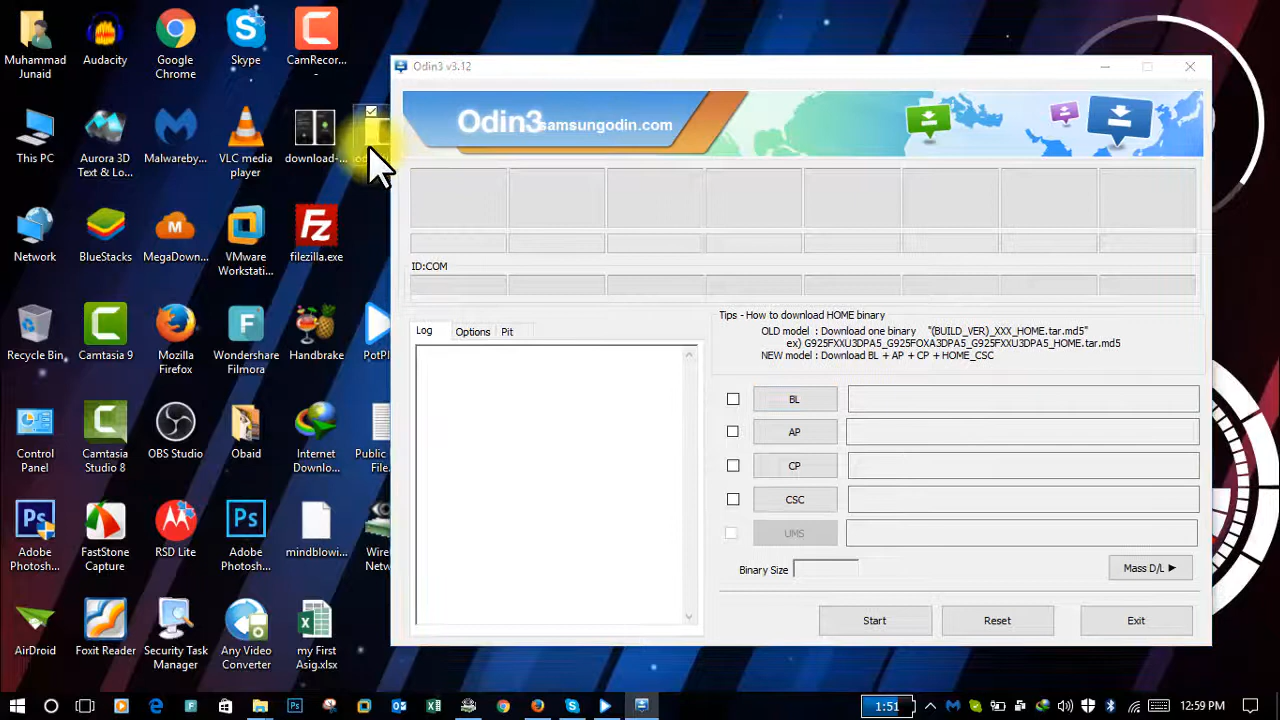 Muhammad
Junaid
Audacity
Google
Chrome
Skype
CamRecor...
-
This PC
Aurora 3D
Text & Lo...
Malwareby...
VLC media
player
download-...
Network
BlueStacks
MegaDown...
VMware
Workstati...
filezilla.exe
Recycle Bin
Camtasia 9
Mozilla
Firefox
Wondershare
Filmora
Handbrake
PotPl
Control
Panel
Camtasia
Studio 8
OBS Studio
Obaid
Internet
Downlo...
Public
File.
Adobe
Photosh...
FastStone
Capture
RSD Lite
Adobe
Photosh...
mindblowi...
Wire
Netw
AirDroid
Foxit Reader
Security Task
Manager
Any Video
Converter
my First
Asig.xlsx
Odin3 v3.12
Odin3
samsungodin.com
ID:COM
Log
Options
Pit
Tips - How to download HOME binary
OLD model : Download one binary "(BUILD_VER)_XXX_HOME.tar.md5"
ex) G925FXXU3DPA5_G925FOXA3DPA5_G925FXXU3DPA5_HOME.tar.md5
NEW model : Download BL + AP + CP + HOME_CSC
BL
AP
CP
CSC
UMS
Binary Size
Mass D/L ▶
Start
Reset
Exit
1:51
12:59 PM